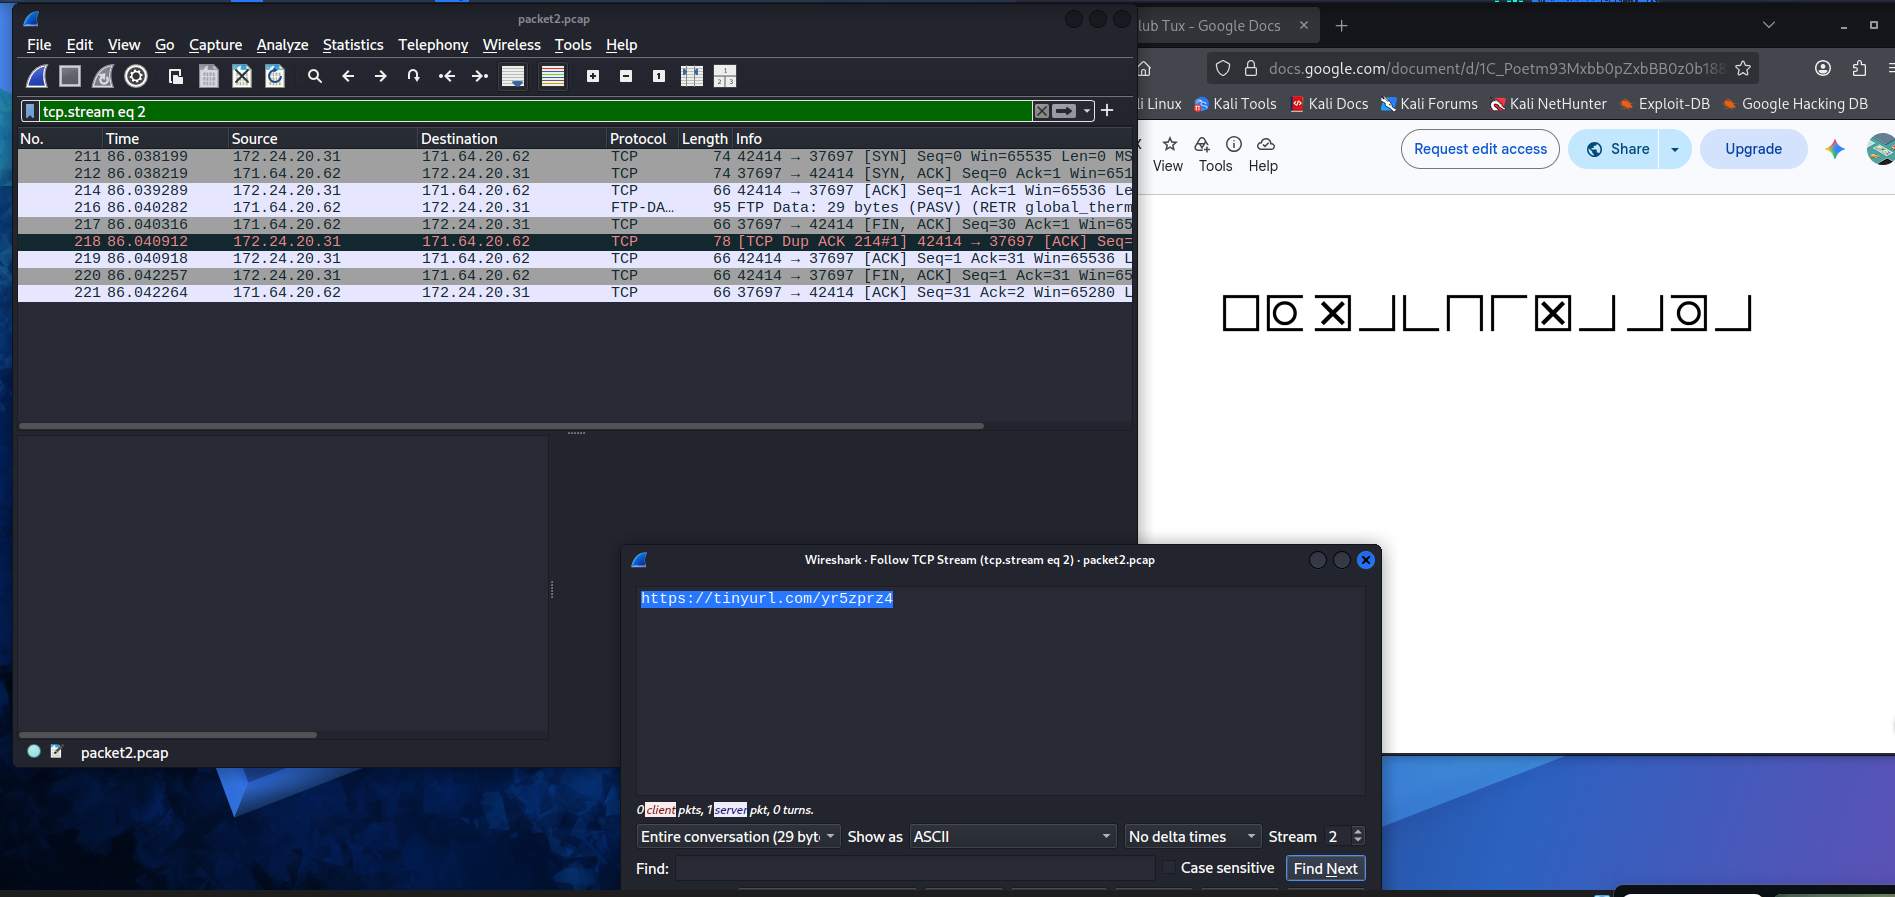 packet2.pcap
File Edit View Go Capture Analyze Statistics Telephony Wireless Tools Help
tcp.stream eq 2
No. Time Source Destination Protocol Length Info
211 86.038199 172.24.20.31 171.64.20.62 TCP 74 42414 → 37697 [SYN] Seq=0 Win=65535 Len=0 MS
212 86.038219 171.64.20.62 172.24.20.31 TCP 74 37697 → 42414 [SYN, ACK] Seq=0 Ack=1 Win=651
214 86.039289 172.24.20.31 171.64.20.62 TCP 66 42414 → 37697 [ACK] Seq=1 Ack=1 Win=65536 Le
216 86.040282 171.64.20.62 172.24.20.31 FTP-DA… 95 FTP Data: 29 bytes (PASV) (RETR global_therm
217 86.040316 171.64.20.62 172.24.20.31 TCP 66 37697 → 42414 [FIN, ACK] Seq=30 Ack=1 Win=65
218 86.040912 172.24.20.31 171.64.20.62 TCP 78 [TCP Dup ACK 214#1] 42414 → 37697 [ACK] Seq=
219 86.040918 172.24.20.31 171.64.20.62 TCP 66 42414 → 37697 [ACK] Seq=1 Ack=31 Win=65536 L
220 86.042257 172.24.20.31 171.64.20.62 TCP 66 42414 → 37697 [FIN, ACK] Seq=1 Ack=31 Win=65
221 86.042264 171.64.20.62 172.24.20.31 TCP 66 37697 → 42414 [ACK] Seq=31 Ack=2 Win=65280 L
packet2.pcap
lub Tux - Google Docs
docs.google.com/document/d/1C_Poetm93Mxbb0pZxbBB0z0b188
li Linux Kali Tools Kali Docs Kali Forums Kali NetHunter Exploit-DB Google Hacking DB
View Tools Help Request edit access Share Upgrade
Wireshark · Follow TCP Stream (tcp.stream eq 2) · packet2.pcap
https://tinyurl.com/yr5zprz4
0 client pkts, 1 server pkt, 0 turns.
Entire conversation (29 byt Show as ASCII No delta times Stream 2
Find: Case sensitive Find Next